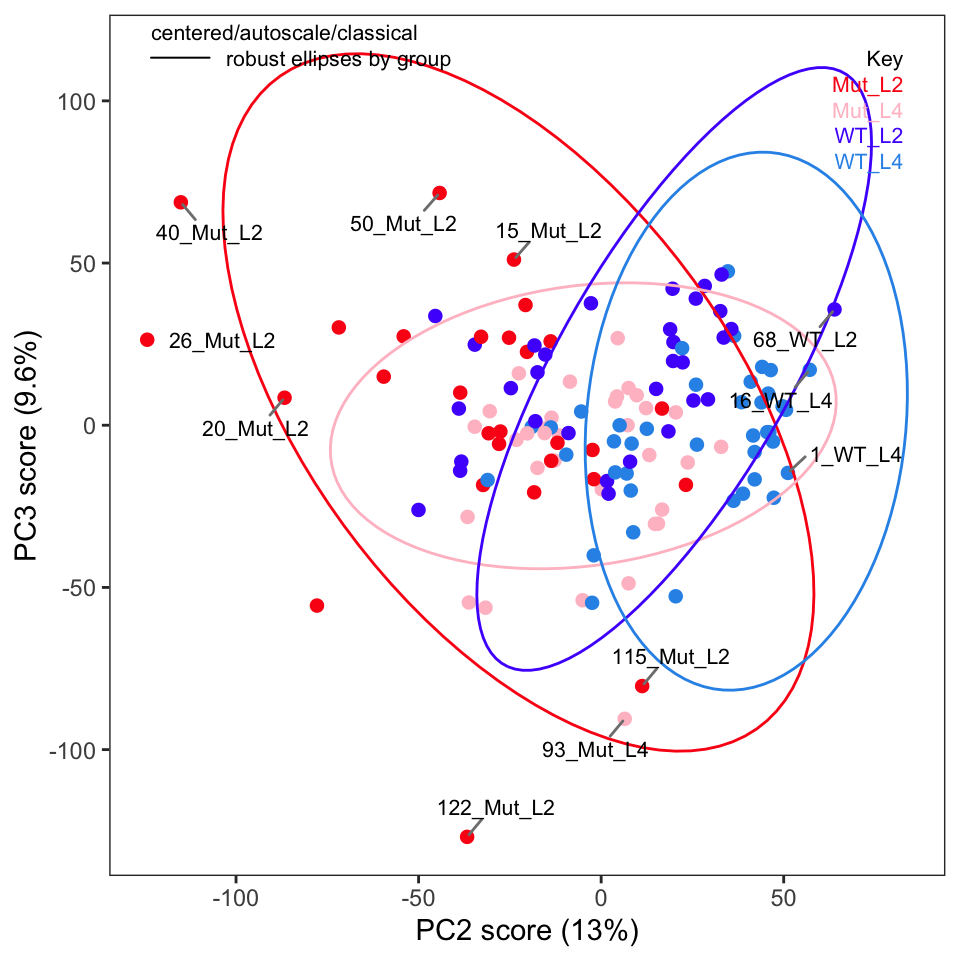 centered/autoscale/classical
robust ellipses by group
Key
Mut_L2
Mut_L4
WT_L2
WT_L4
100
50
0
-50
-100
PC3 score (9.6%)
40_Mut_L2
50_Mut_L2
15_Mut_L2
26_Mut_L2
68_WT_L2
20_Mut_L2
16_WT_L4
1_WT_L4
115_Mut_L2
93_Mut_L4
122_Mut_L2
-100
-50
0
50
PC2 score (13%)